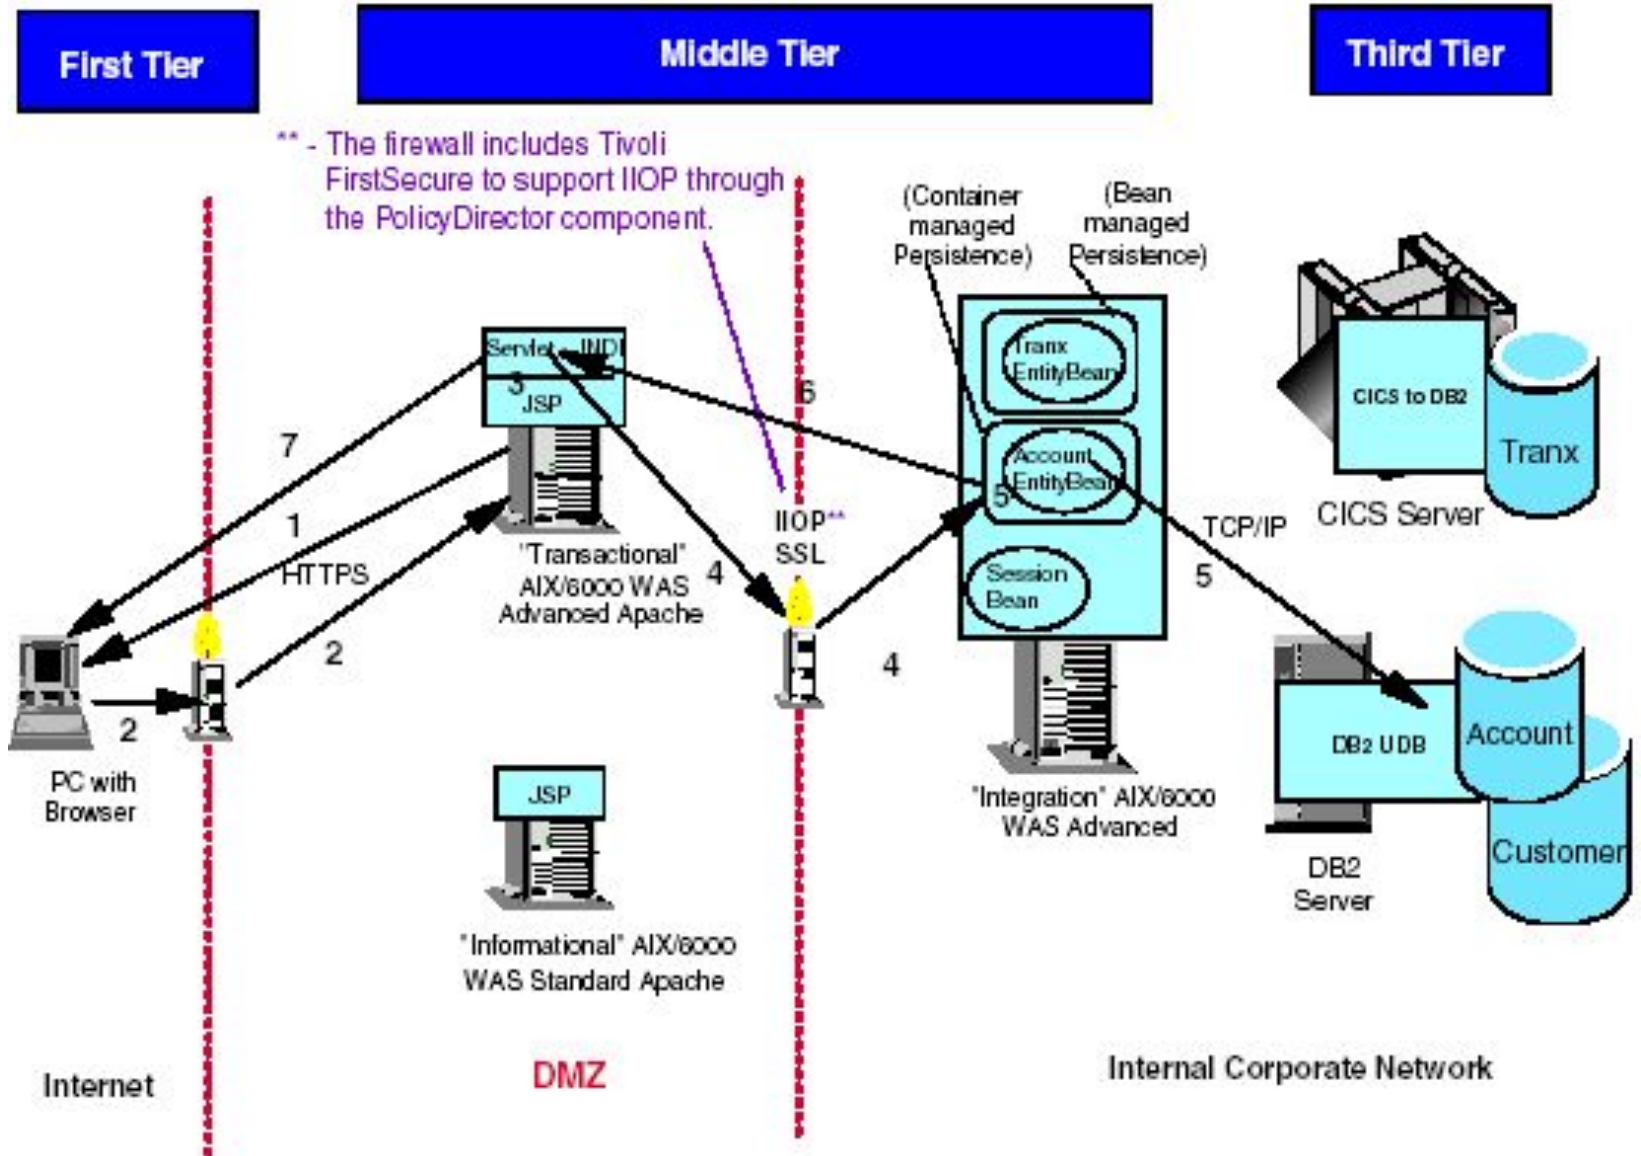 First Tier
Middle Tier
Third Tier
** - The firewall includes Tivoli
FirstSecure to support IIOP through
the PolicyDirector component.
(Container
managed
Persistence)
(Bean
managed
Persistence)
Servlet
JNDI
3
JSP
Tranx
EntityBean
Account
EntityBean
5
Session
Bean
CICS to DB2
Tranx
CICS Server
6
7
1
HTTPS
2
2
"Transactional"
AIX/6000 WAS
Advanced Apache
4
IIOP**
SSL
4
TCP/IP
5
PC with
Browser
JSP
"Informational" AIX/6000
WAS Standard Apache
"Integration" AIX/6000
WAS Advanced
DB2 UDB
Account
Customer
DB2
Server
Internet
DMZ
Internal Corporate Network